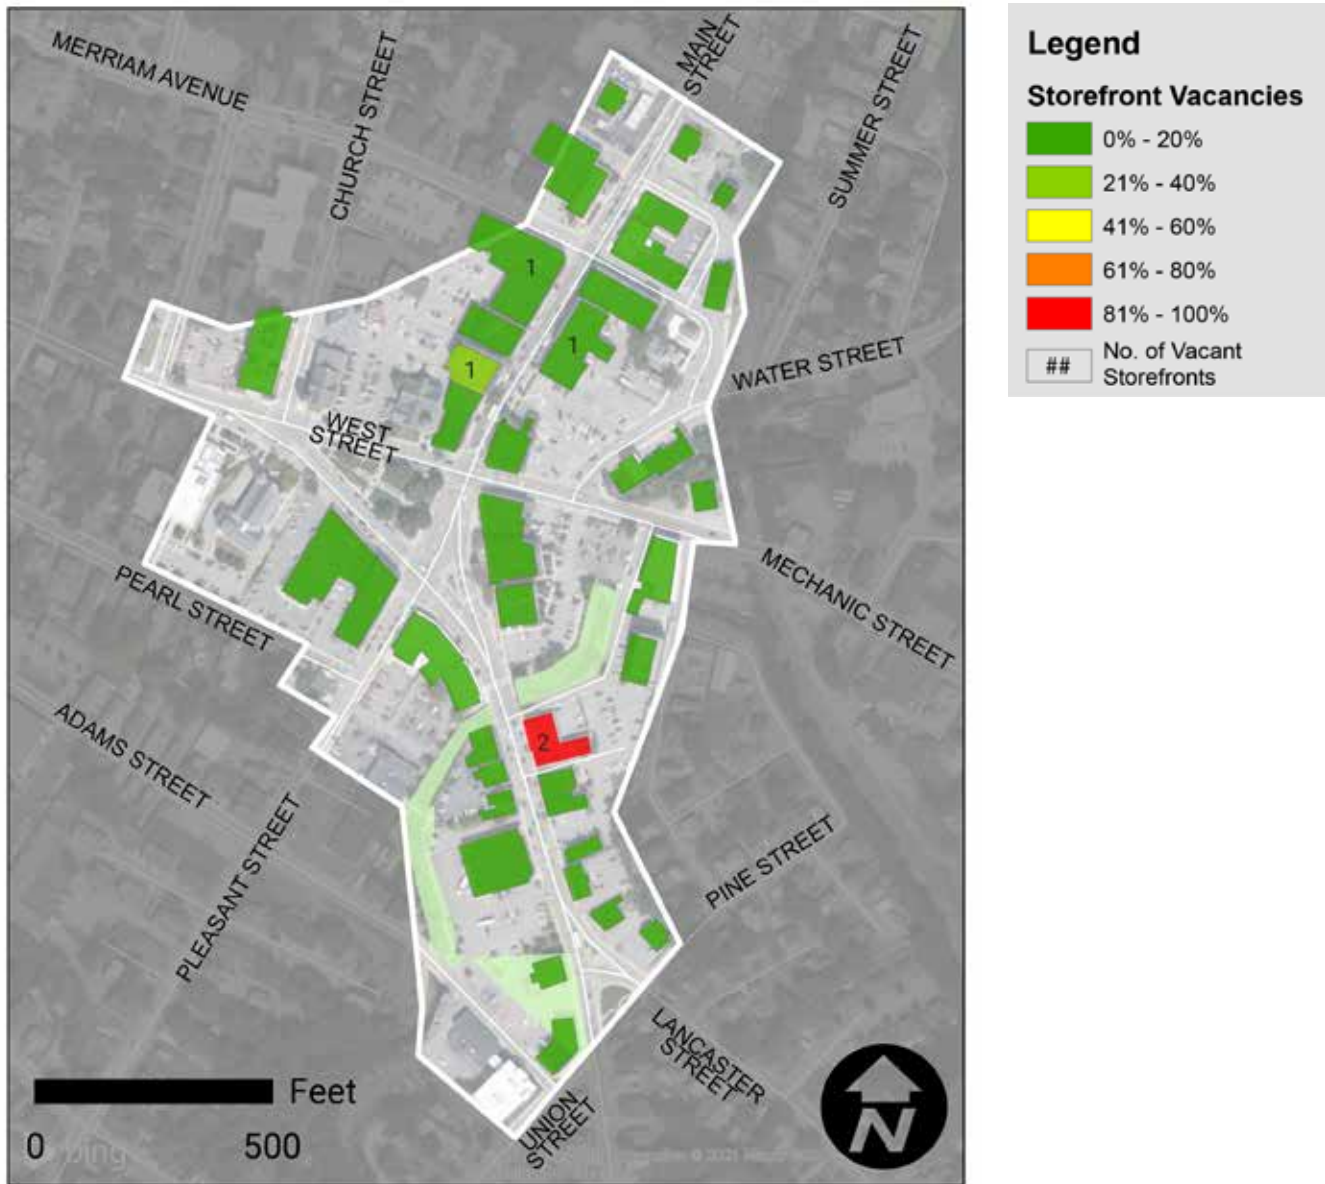 MERRIAM AVENUE
CHURCH STREET
MAIN
STREET
SUMMER STREET
1
1
1
WATER STREET
WEST
STREET
MECHANIC STREET
PEARL STREET
ADAMS STREET
2
PLEASANT STREET
PINE STREET
LANCASTER
STREET
UNION
STREET
Feet
0 500
bing
N
Legend
Storefront Vacancies
0% - 20%
21% - 40%
41% - 60%
61% - 80%
81% - 100%
## No. of Vacant
Storefronts